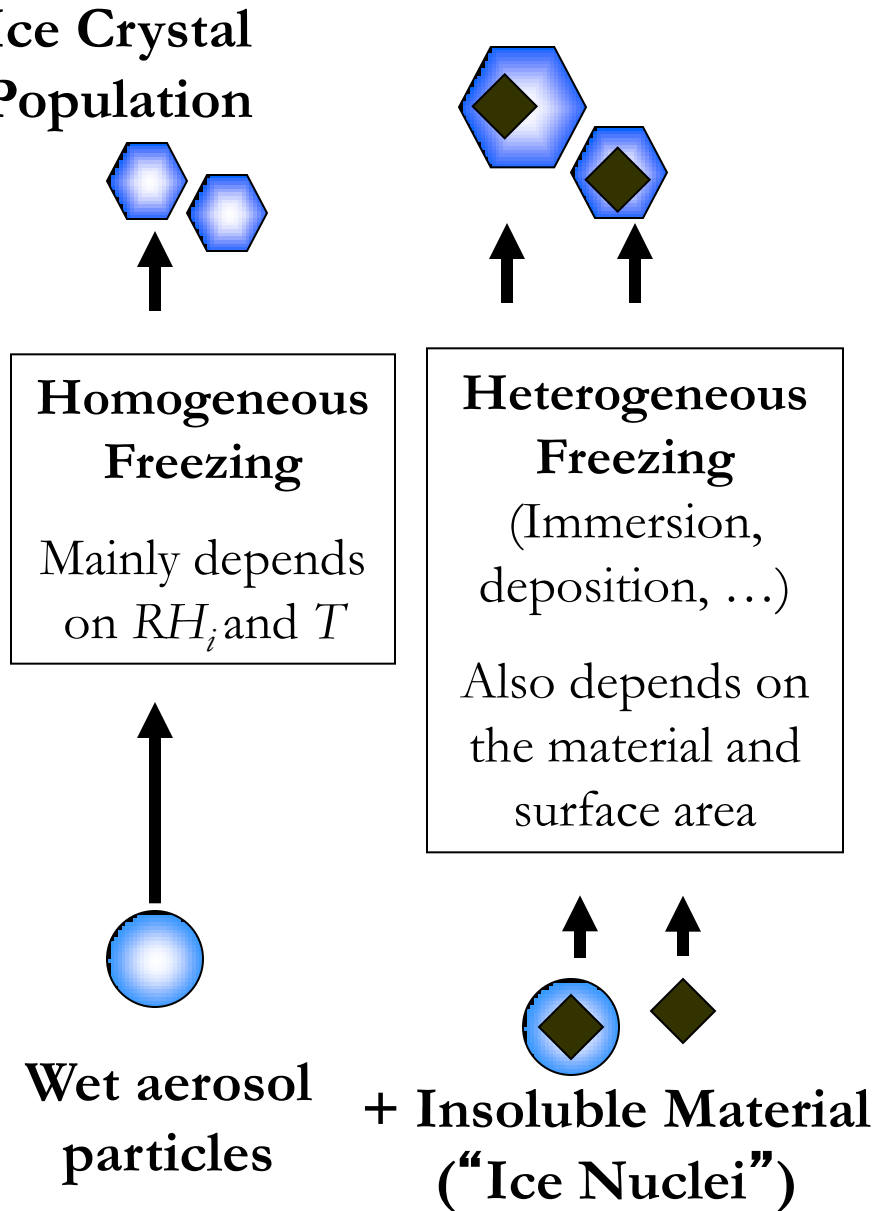 Ice Crystal
Population
Homogeneous
Freezing
Mainly depends
on RHi and T
Heterogeneous
Freezing
(Immersion,
deposition, …)
Also depends on
the material and
surface area
Wet aerosol
particles
+ Insoluble Material
(“Ice Nuclei”)